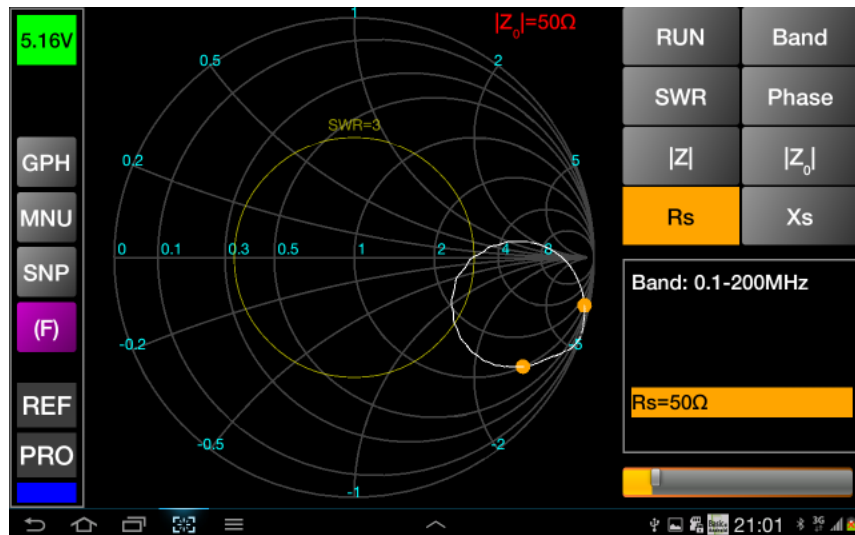 5.16V
GPH
MNU
SNP
(F)
REF
PRO
|Z₀|=50Ω
1
0.5
2
SWR=3
0.2
5
0 0.1 0.3 0.5 1 2 4 8
-0.2
-5
-0.5
-2
-1
RUN Band
SWR Phase
|Z| |Z₀|
Rs Xs
Band: 0.1-200MHz
Rs=50Ω
21:01 3G